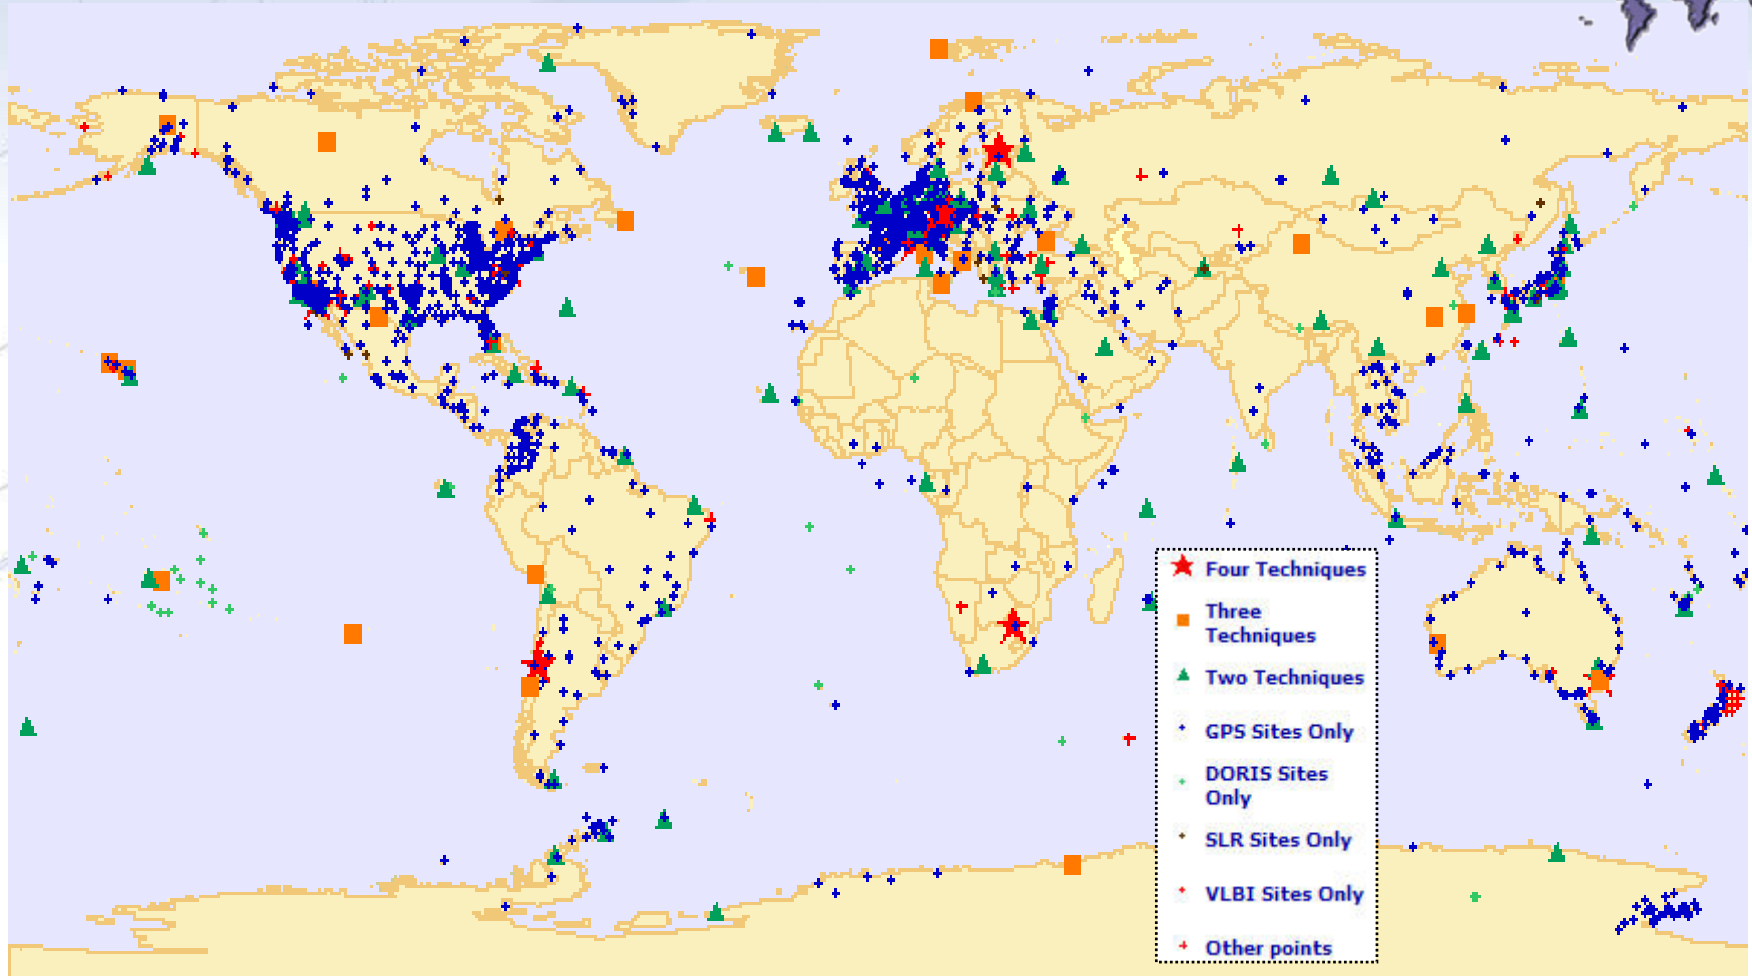 Four Techniques
Three
Techniques
Two Techniques
GPS Sites Only
DORIS Sites
Only
SLR Sites Only
VLBI Sites Only
Other points